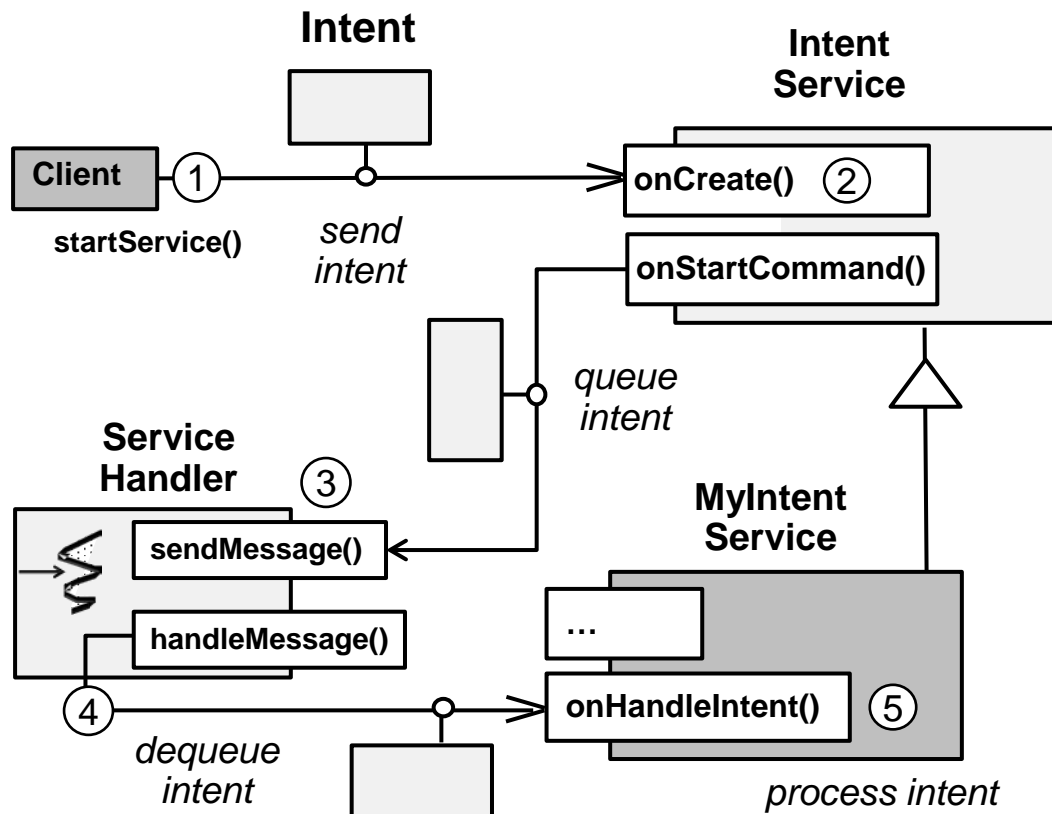 Intent
Intent
Service
Client
1
onCreate()
2
startService()
send
intent
onStartCommand()
queue
intent
Service
Handler
3
MyIntent
Service
sendMessage()
...
handleMessage()
4
onHandleIntent()
5
dequeue
intent
process intent